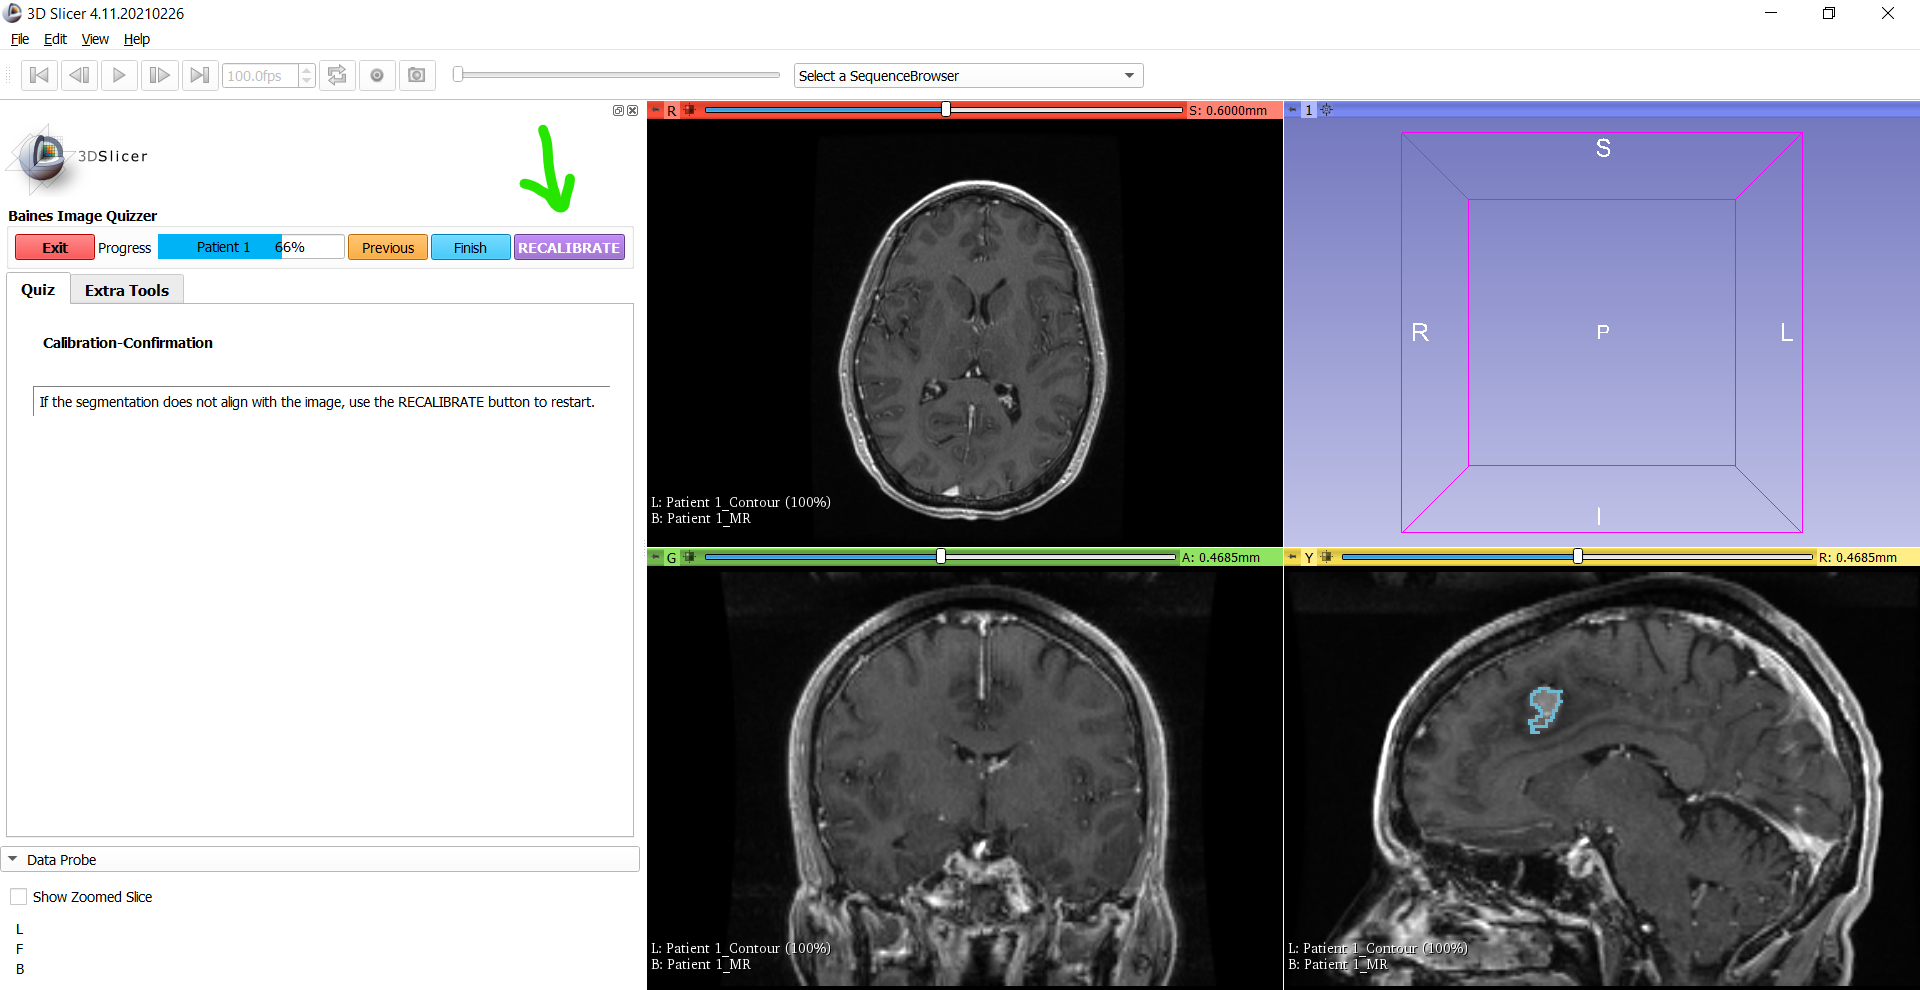 3D Slicer 4.11.20210226
File Edit View Help
100.0fps
Select a SequenceBrowser
3DSlicer
Baines Image Quizzer
Exit Progress Patient 1 66% Previous Finish RECALIBRATE
Quiz Extra Tools
Calibration-Confirmation
If the segmentation does not align with the image, use the RECALIBRATE button to restart.
Data Probe
Show Zoomed Slice
L
F
B
R S: 0.6000mm
L: Patient 1_Contour (100%)
B: Patient 1_MR
1
S
R P L
I
G A: 0.4685mm
L: Patient 1_Contour (100%)
B: Patient 1_MR
Y R: 0.4685mm
L: Patient 1_Contour (100%)
B: Patient 1_MR